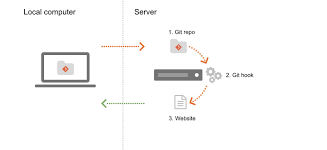 Local computer
Server
1. Git repo
2. Git hook
3. Website